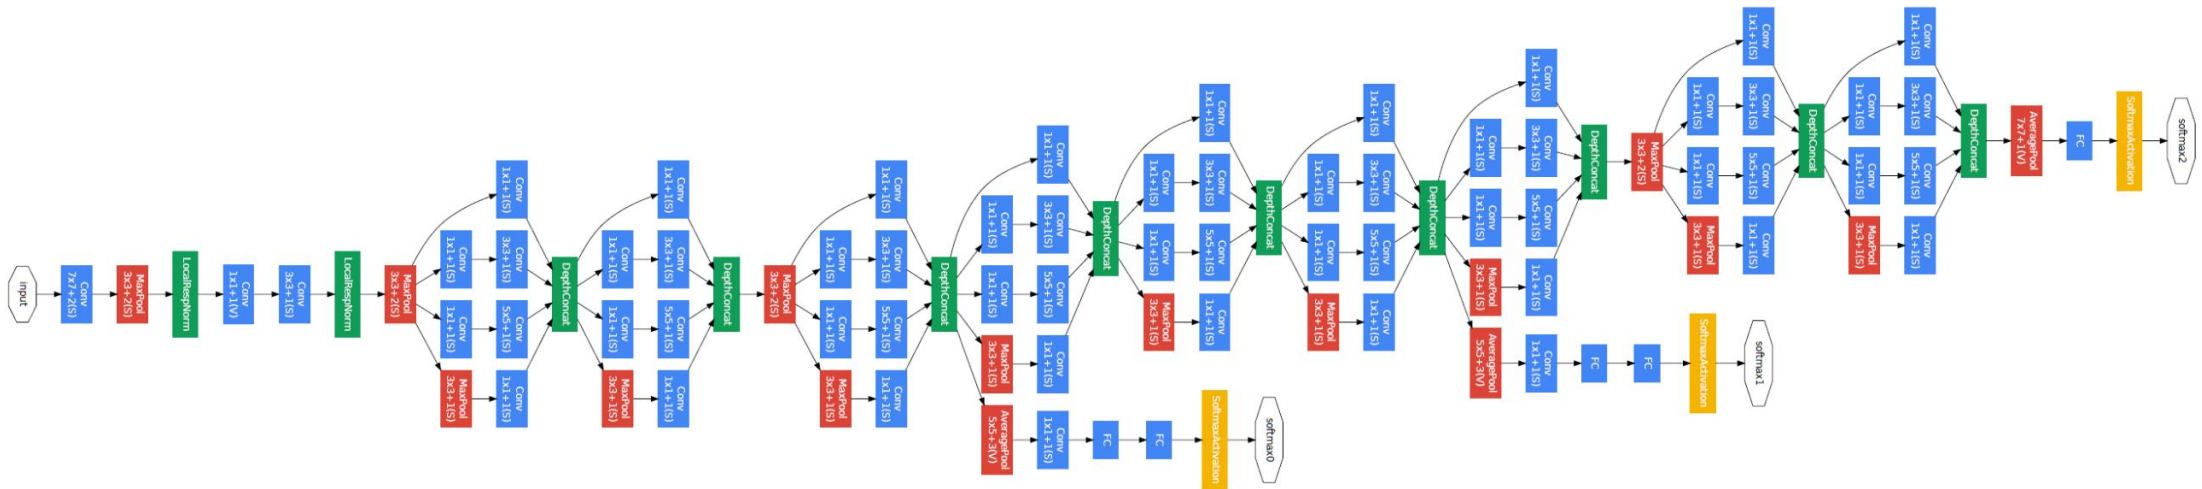 input
Conv
7x7+2(S)
MaxPool
3x3+2(S)
LocalRespNorm
Conv
1x1+1(V)
Conv
3x3+1(S)
LocalRespNorm
MaxPool
3x3+2(S)
Conv
1x1+1(S)
Conv
1x1+1(S)
MaxPool
3x3+1(S)
Conv
1x1+1(S)
Conv
3x3+1(S)
Conv
5x5+1(S)
Conv
1x1+1(S)
DepthConcat
Conv
1x1+1(S)
Conv
1x1+1(S)
MaxPool
3x3+1(S)
Conv
1x1+1(S)
Conv
3x3+1(S)
Conv
5x5+1(S)
Conv
1x1+1(S)
DepthConcat
MaxPool
3x3+2(S)
Conv
1x1+1(S)
Conv
1x1+1(S)
MaxPool
3x3+1(S)
Conv
1x1+1(S)
Conv
3x3+1(S)
Conv
5x5+1(S)
Conv
1x1+1(S)
DepthConcat
Conv
1x1+1(S)
Conv
1x1+1(S)
MaxPool
3x3+1(S)
AveragePool
5x5+3(V)
Conv
1x1+1(S)
Conv
3x3+1(S)
Conv
5x5+1(S)
Conv
1x1+1(S)
Conv
1x1+1(S)
DepthConcat
FC
FC
SoftmaxActivation
softmax0
Conv
1x1+1(S)
Conv
1x1+1(S)
MaxPool
3x3+1(S)
Conv
1x1+1(S)
Conv
3x3+1(S)
Conv
5x5+1(S)
Conv
1x1+1(S)
DepthConcat
Conv
1x1+1(S)
Conv
1x1+1(S)
MaxPool
3x3+1(S)
Conv
1x1+1(S)
Conv
3x3+1(S)
Conv
5x5+1(S)
Conv
1x1+1(S)
DepthConcat
Conv
1x1+1(S)
Conv
1x1+1(S)
MaxPool
3x3+1(S)
AveragePool
5x5+3(V)
Conv
1x1+1(S)
Conv
3x3+1(S)
Conv
5x5+1(S)
Conv
1x1+1(S)
Conv
1x1+1(S)
DepthConcat
FC
FC
SoftmaxActivation
softmax1
MaxPool
3x3+2(S)
Conv
1x1+1(S)
Conv
1x1+1(S)
MaxPool
3x3+1(S)
Conv
1x1+1(S)
Conv
3x3+1(S)
Conv
5x5+1(S)
Conv
1x1+1(S)
DepthConcat
Conv
1x1+1(S)
Conv
1x1+1(S)
MaxPool
3x3+1(S)
Conv
1x1+1(S)
Conv
3x3+1(S)
Conv
5x5+1(S)
Conv
1x1+1(S)
DepthConcat
AveragePool
7x7+1(V)
FC
SoftmaxActivation
softmax2